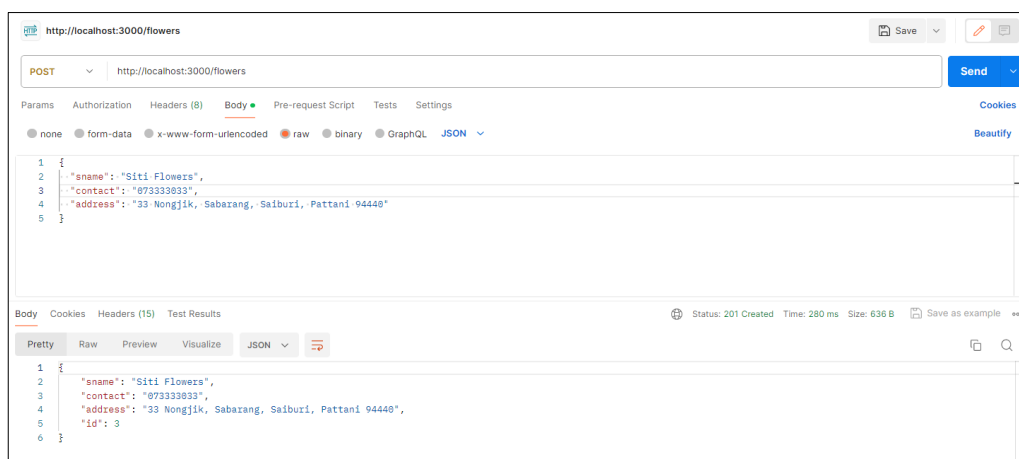 HTTP http://localhost:3000/flowers Save
POST http://localhost:3000/flowers Send
Params Authorization Headers (8) Body Pre-request Script Tests Settings Cookies
none form-data x-www-form-urlencoded raw binary GraphQL JSON Beautify
1 {
2 "sname": "Siti Flowers",
3 "contact": "073333033",
4 "address": "33 Nongjik, Sabarang, Saiburi, Pattani 94440"
5 }
Body Cookies Headers (15) Test Results Status: 201 Created Time: 280 ms Size: 636 B Save as example
Pretty Raw Preview Visualize JSON
1 {
2 "sname": "Siti Flowers",
3 "contact": "073333033",
4 "address": "33 Nongjik, Sabarang, Saiburi, Pattani 94440",
5 "id": 3
6 }